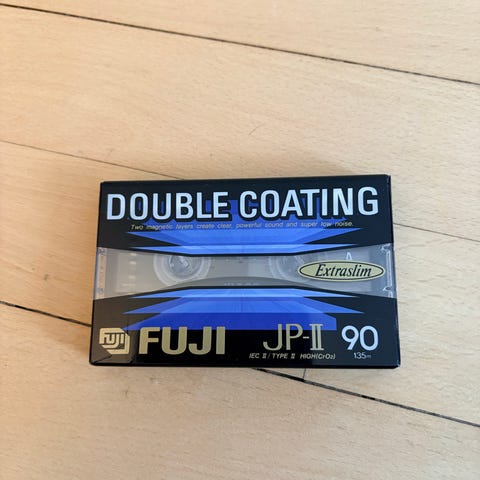 DOUBLE COATING
Two magnetic layers create clear, powerful sound and super low noise.
Extraslim
FUJI FUJI JP-II 90
IEC II / TYPE II HIGH(CrO₂) 135m